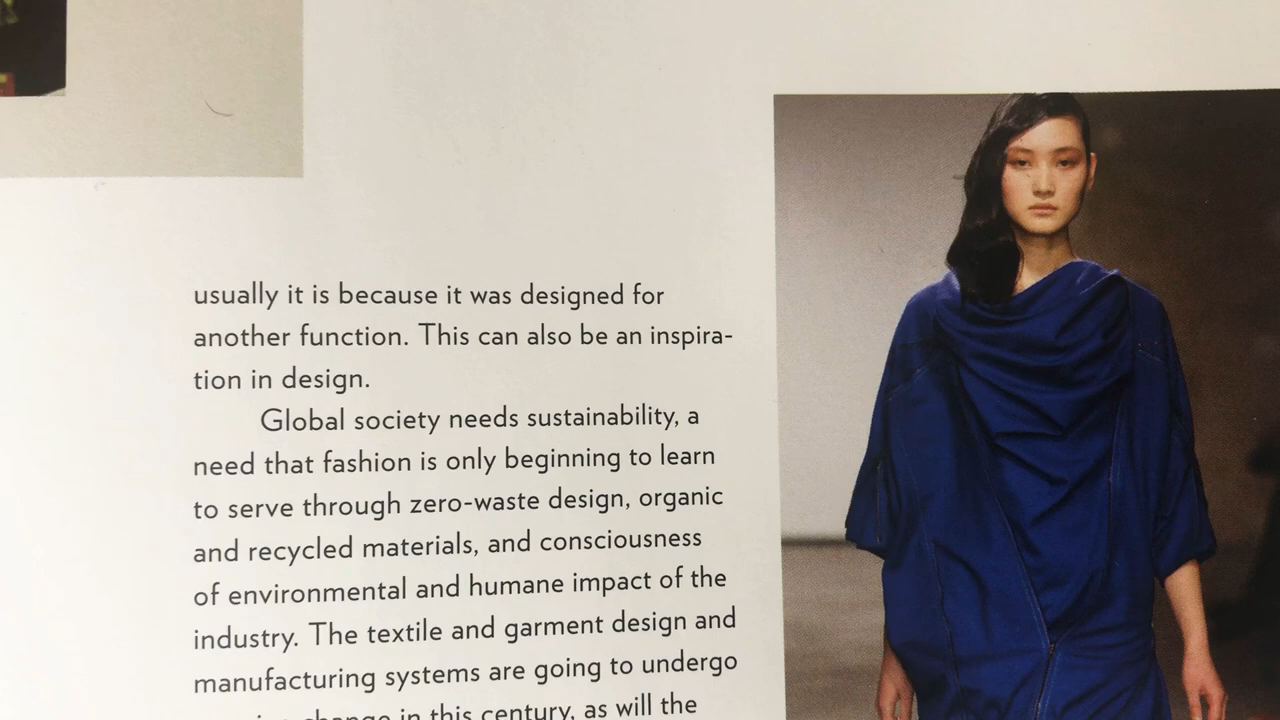 usually it is because it was designed for
another function. This can also be an inspira-
tion in design.
Global society needs sustainability, a
need that fashion is only beginning to learn
to serve through zero-waste design, organic
and recycled materials, and consciousness
of environmental and humane impact of the
industry. The textile and garment design and
manufacturing systems are going to undergo
change in this century, as will the